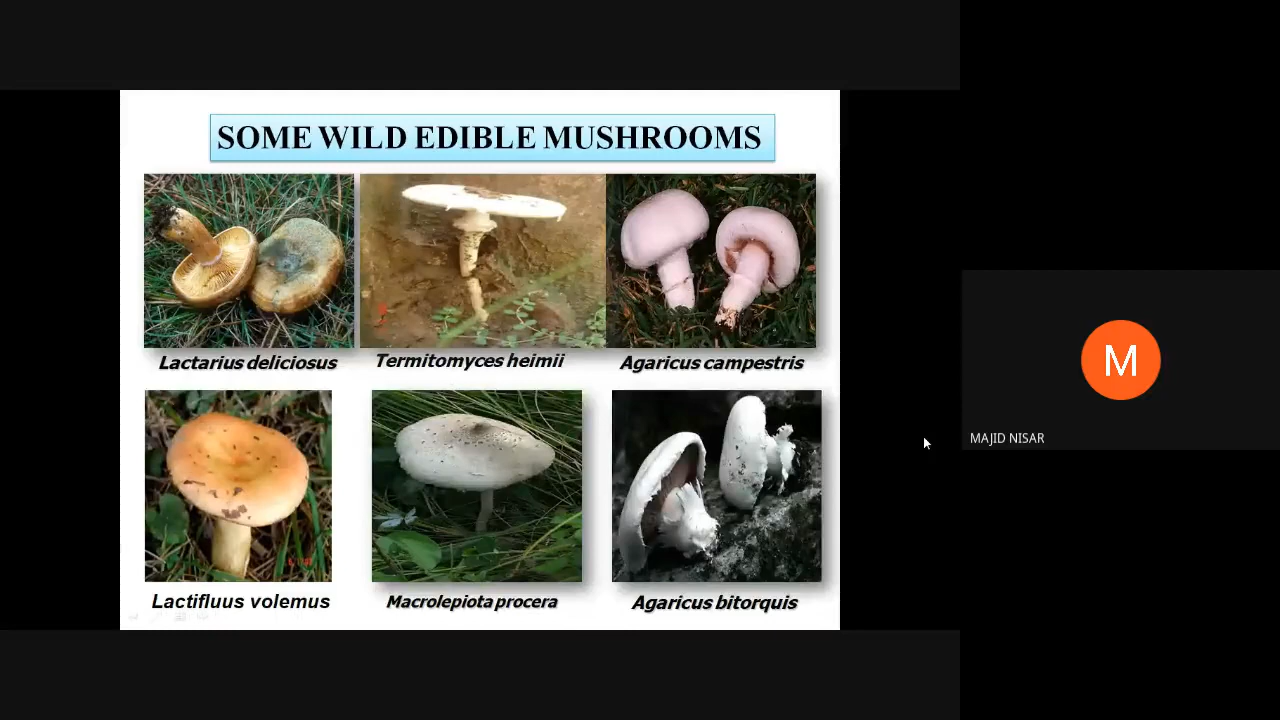 SOME WILD EDIBLE MUSHROOMS
Lactarius deliciosus
Termitomyces heimii
Agaricus campestris
Lactifluus volemus
Macrolepiota procera
Agaricus bitorquis
M
MAJID NISAR